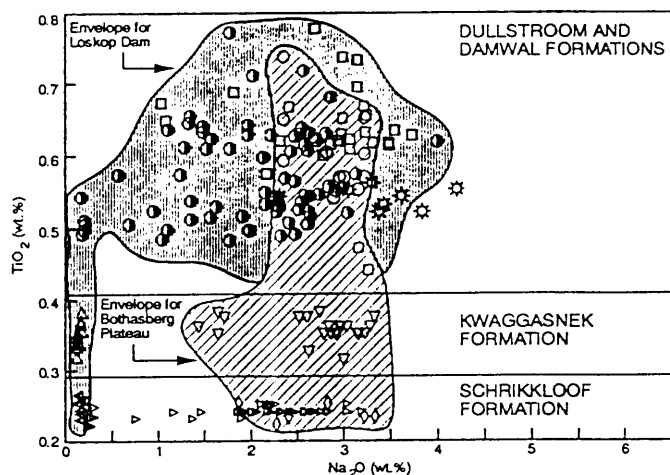 Envelope for
Loskop Dam
DULLSTROOM AND
DAMWAL FORMATIONS
0.8
0.7
0.6
TiO₂ (wt.%)
0.5
0.4
Envelope for
Bothasberg
Plateau
KWAGGASNEK
FORMATION
0.3
SCHRIKKLOOF
FORMATION
0.2
0 1 2 3 4 5 6
Na₂O (wt.%)